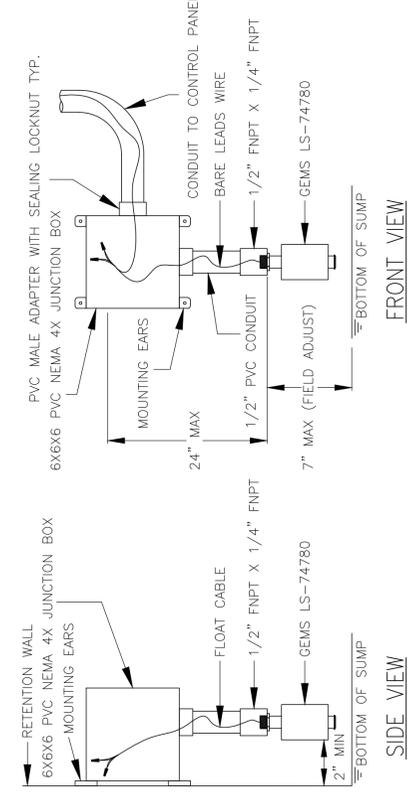 RETENTION WALL
6X6X6 PVC NEMA 4X JUNCTION BOX
MOUNTING EARS
FLOAT CABLE
1/2" FNPT X 1/4" FNPT
GEMS LS-74780
2" MIN
BOTTOM OF SUMP
SIDE VIEW
PVC MALE ADAPTER WITH SEALING LOCKNUT TYP.
6X6X6 PVC NEMA 4X JUNCTION BOX
MOUNTING EARS
24" MAX
1/2" PVC CONDUIT
7" MAX (FIELD ADJUST)
CONDUIT TO CONTROL PANE
BARE LEADS WIRE
1/2" FNPT X 1/4" FNPT
GEMS LS-74780
BOTTOM OF SUMP
FRONT VIEW